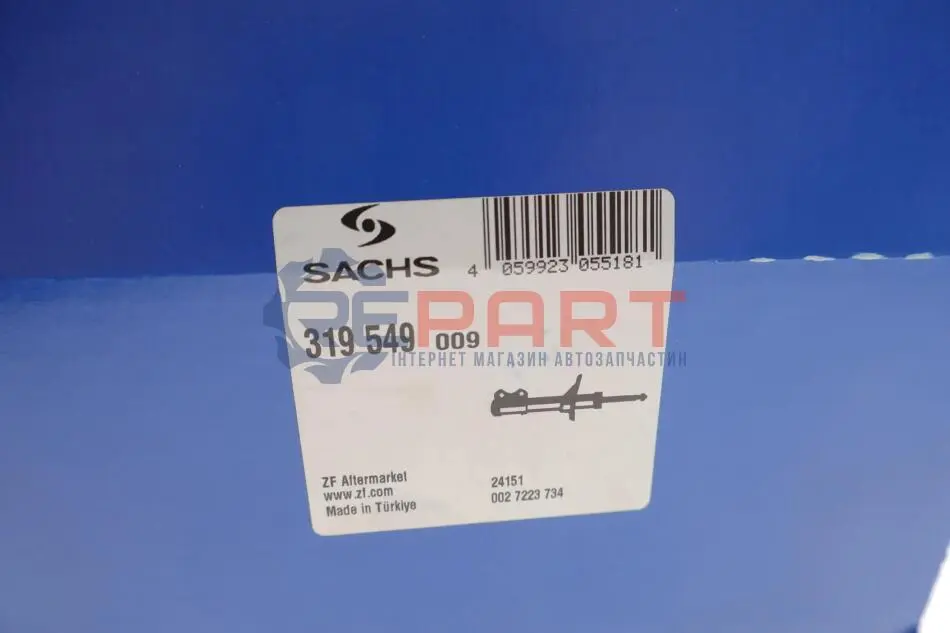 SACHS
4 059923 055181
319 549 009
ZF Aftermarket
www.zf.com
Made in Türkiye
24151
002 7223 734
PART
ІНТЕРНЕТ МАГАЗИН АВТОЗАПЧАСТИН